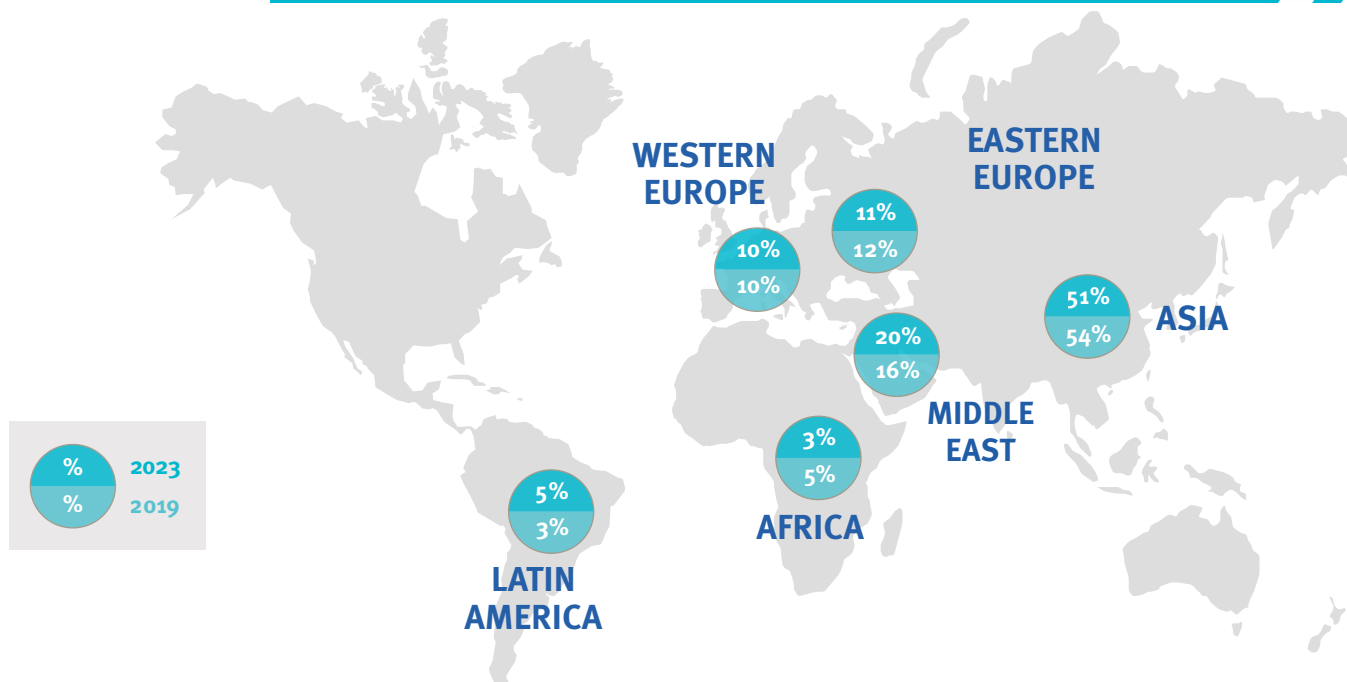 WESTERN
EUROPE
10%
10%
EASTERN
EUROPE
11%
12%
51%
54%
ASIA
20%
16%
MIDDLE
EAST
3%
5%
AFRICA
5%
3%
LATIN
AMERICA
% 2023
% 2019